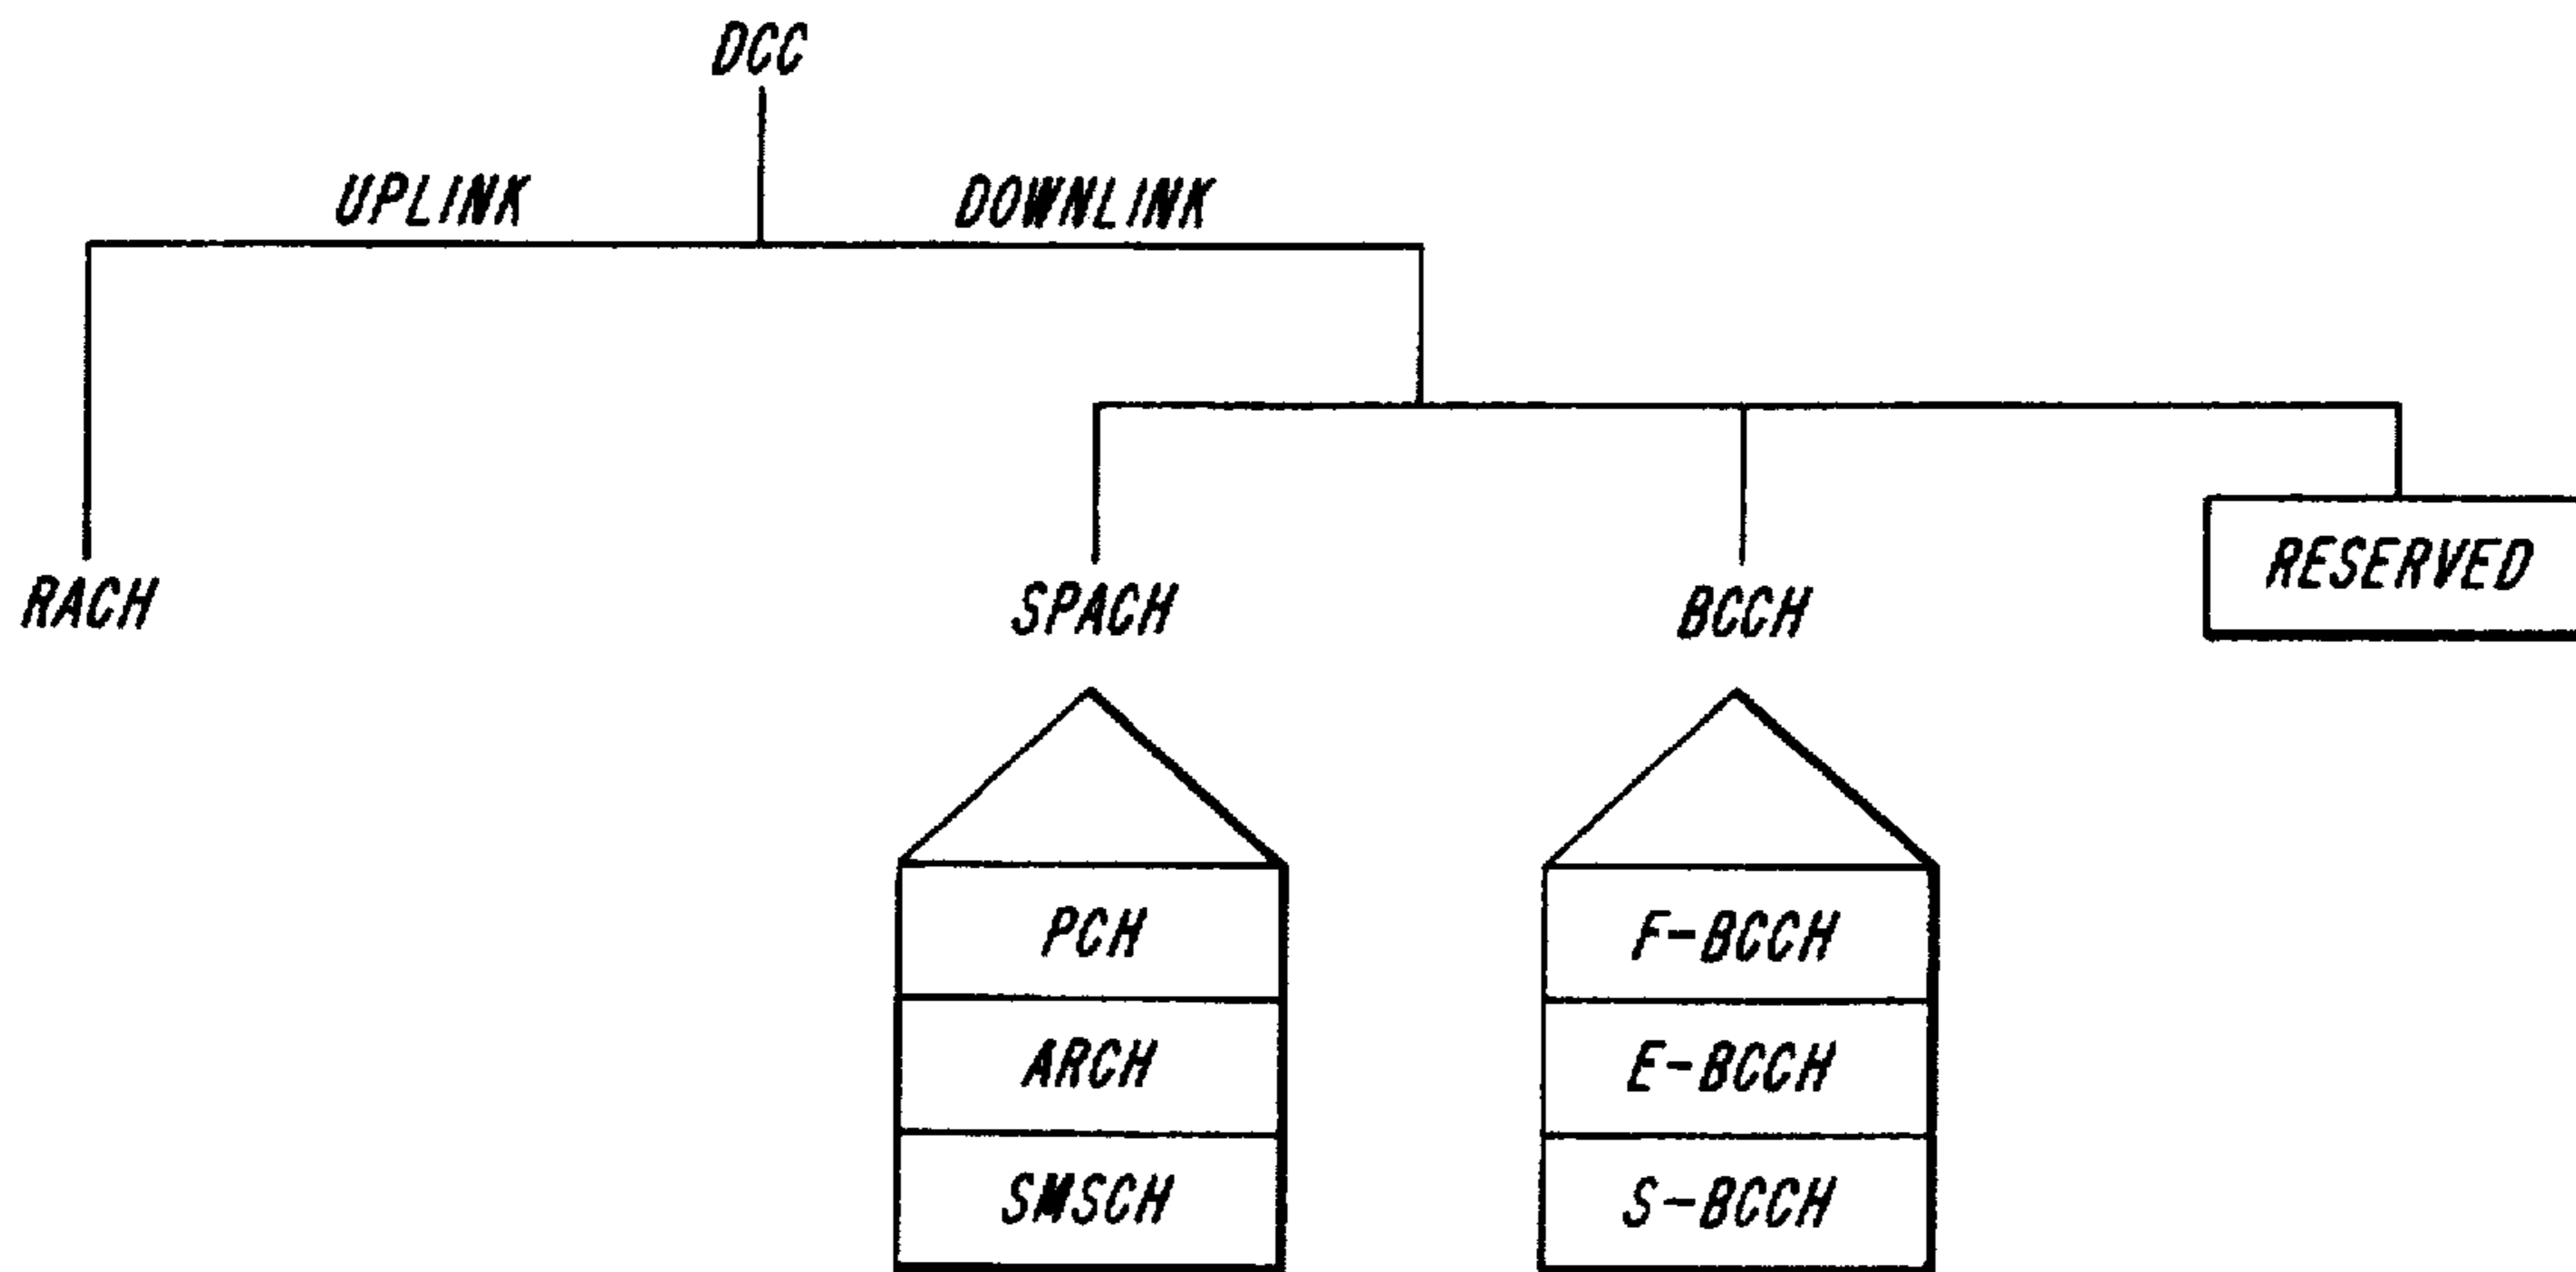 DCC
UPLINK
DOWNLINK
RACH
SPACH
BCCH
RESERVED
PCH
ARCH
SMSCH
F-BCCH
E-BCCH
S-BCCH